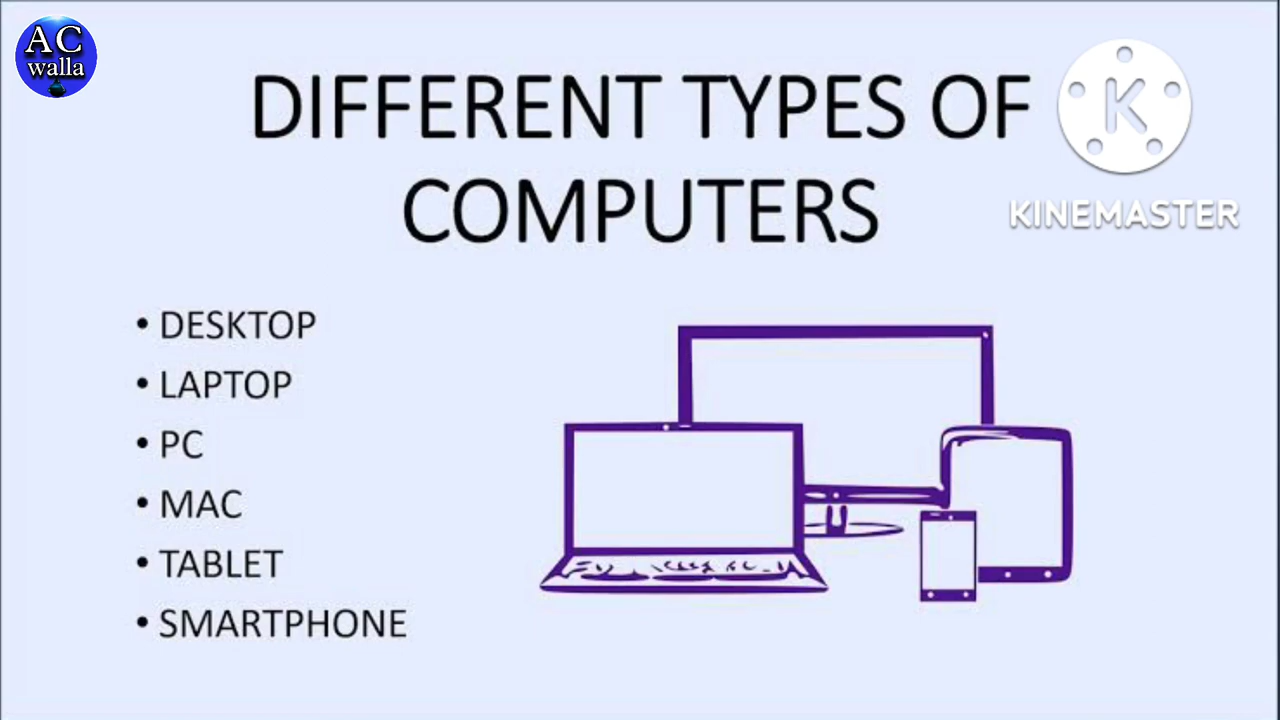 AC
walla
DIFFERENT TYPES OF
COMPUTERS
K
KINEMASTER
• DESKTOP
• LAPTOP
• PC
• MAC
• TABLET
• SMARTPHONE